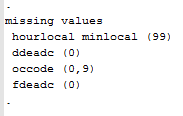 .
missing values
hourlocal minlocal (99)
ddeadc (0)
occode (0,9)
fdeadc (0)
.